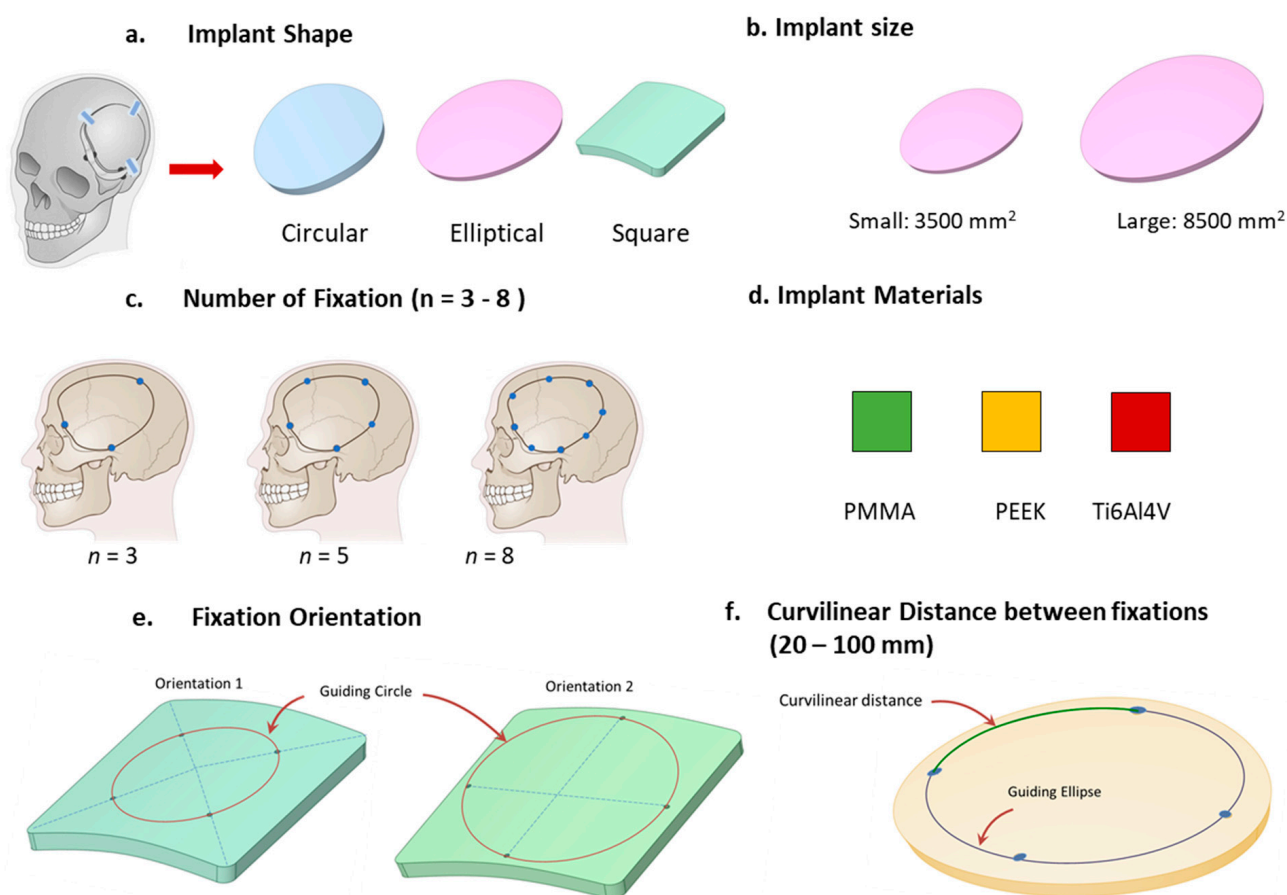 a. Implant Shape
b. Implant size
Circular
Elliptical
Square
Small: 3500 mm²
Large: 8500 mm²
c. Number of Fixation (n = 3 - 8 )
d. Implant Materials
n = 3
n = 5
n = 8
PMMA
PEEK
Ti6Al4V
e. Fixation Orientation
f. Curvilinear Distance between fixations
(20 – 100 mm)
Orientation 1
Guiding Circle
Orientation 2
Curvilinear distance
Guiding Ellipse